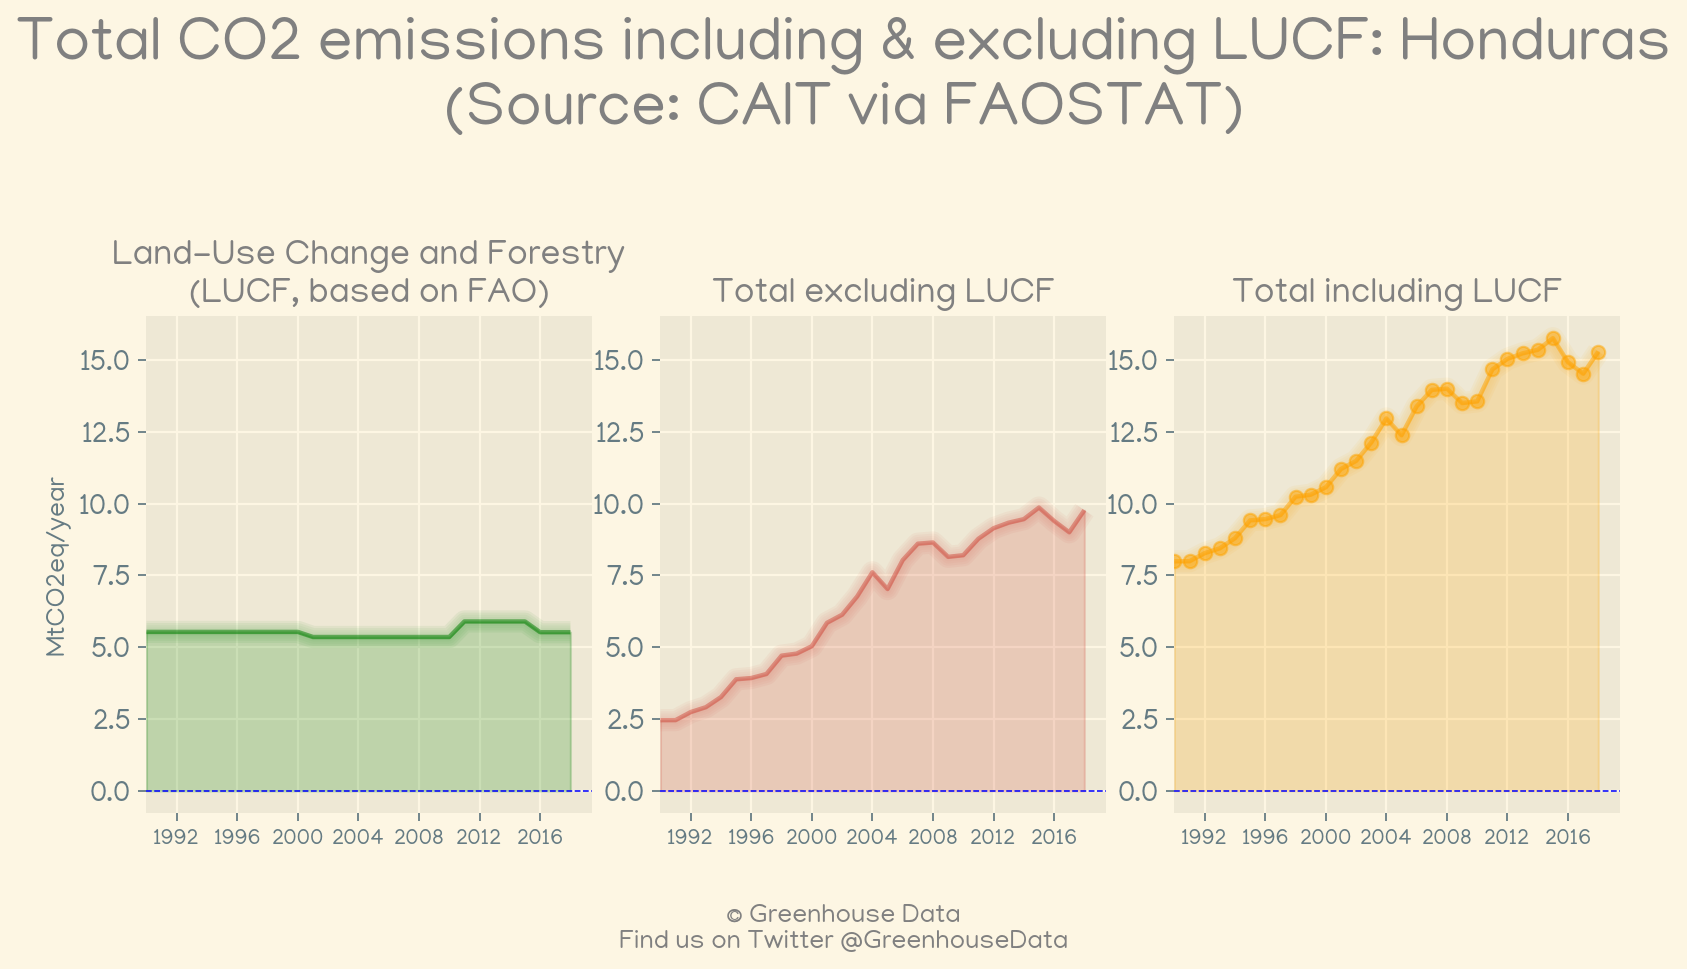 Total CO2 emissions including & excluding LUCF: Honduras
(Source: CAIT via FAOSTAT)
Land-Use Change and Forestry
(LUCF, based on FAO)
Total excluding LUCF
Total including LUCF
MtCO2eq/year
15.0
12.5
10.0
7.5
5.0
2.5
0.0
1992 1996 2000 2004 2008 2012 2016
15.0
12.5
10.0
7.5
5.0
2.5
0.0
1992 1996 2000 2004 2008 2012 2016
15.0
12.5
10.0
7.5
5.0
2.5
0.0
1992 1996 2000 2004 2008 2012 2016
© Greenhouse Data
Find us on Twitter @GreenhouseData